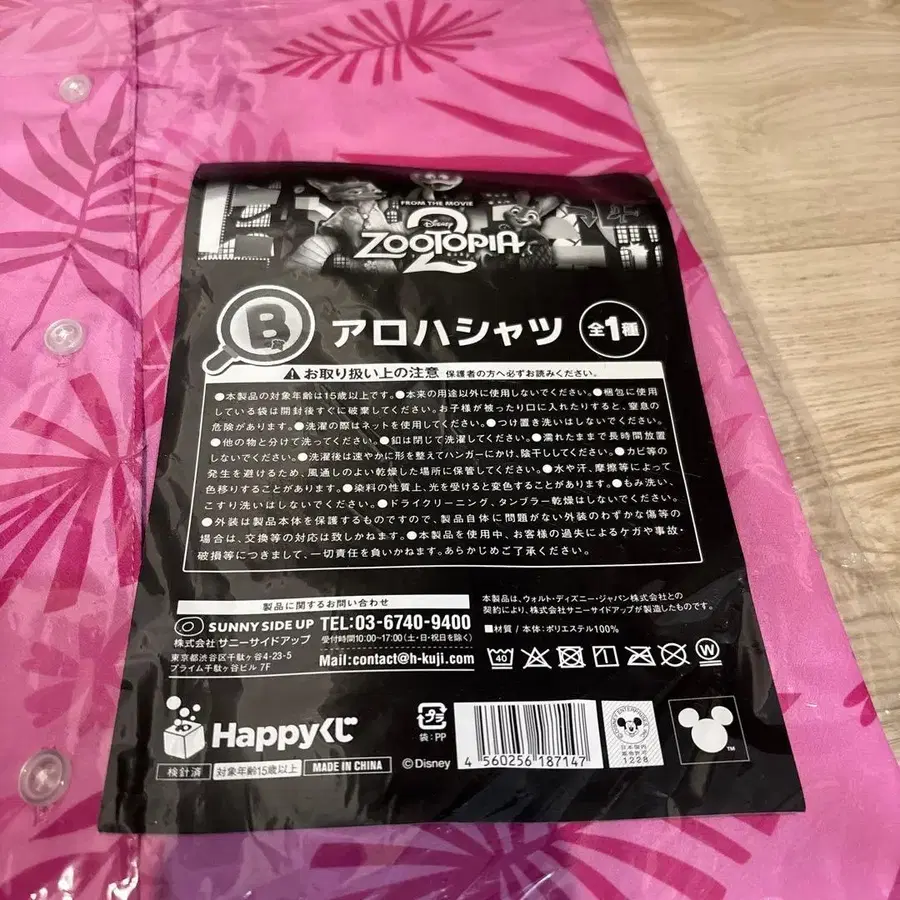 FROM THE MOVIE
Disney
ZOOTOPIA
2
B
アロハシャツ
全1種
お取り扱い上の注意 保護者の方へ必ずお読みください。
●本製品の対象年齢は15歳以上です。●本来の用途以外に使用しないでください。●梱包に使用
している袋は開封後すぐに破棄してください。お子様が被ったり口に入れたりすると、窒息の
危険があります。●洗濯の際はネットを使用してください。●つけ置き洗いはしないでください。
●他の物と分けて洗ってください。●釦は閉じて洗濯してください。●濡れたままで長時間放置
しないでください。●洗濯後は速やかに形を整えてハンガーにかけ、陰干ししてください。●カビ等の
発生を避けるため、風通しのよい乾燥した場所に保管してください。●水や汗、摩擦等によって
色移りすることがあります。●染料の性質上、光を受けると変色することがあります。●もみ洗い、
こすり洗いはしないでください。●ドライクリーニング、タンブラー乾燥はしないでください。
●外装は製品本体を保護するものですので、製品自体に問題がない外装のわずかな傷等の
場合は、交換等の対応は致しかねます。●本製品を使用中、お客様の過失によるケガや事故・
破損等につきまして、一切責任を負いかねます。あらかじめご了承ください。
製品に関するお問い合わせ
SUNNY SIDE UP
株式会社 サニーサイドアップ
東京都渋谷区千駄ヶ谷4-23-5
プライム千駄ヶ谷ビル 7F
TEL:03-6740-9400
受付時間10:00~17:00(土・日・祝日を除く)
Mail:contact@h-kuji.com
本製品は、ウォルト・ディズニー・ジャパン株式会社との
契約により、株式会社サニーサイドアップが製造したものです。
■材質 / 本体:ポリエステル100%
40
W
Happyくじ
検針済
対象年齢15歳以上
MADE IN CHINA
プラ
袋:PP
©Disney
4 560256 187147
日本国内
1228
TM